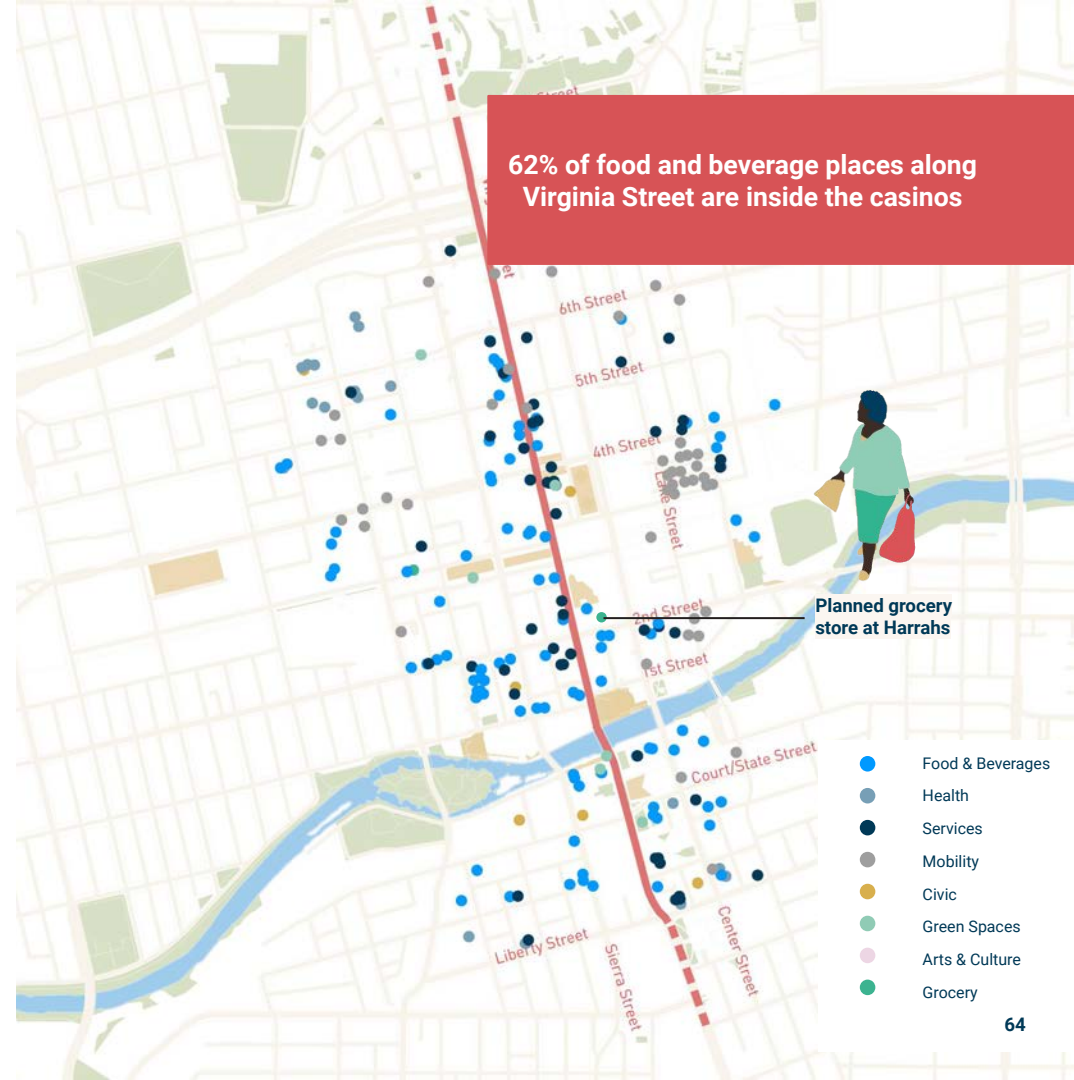 Street
62% of food and beverage places along
Virginia Street are inside the casinos
6th Street
5th Street
4th Street
Lake Street
2nd Street
Planned grocery
store at Harrahs
1st Street
Court/State Street
Liberty Street
Sierra Street
Center Street
Food & Beverages
Health
Services
Mobility
Civic
Green Spaces
Arts & Culture
Grocery
64